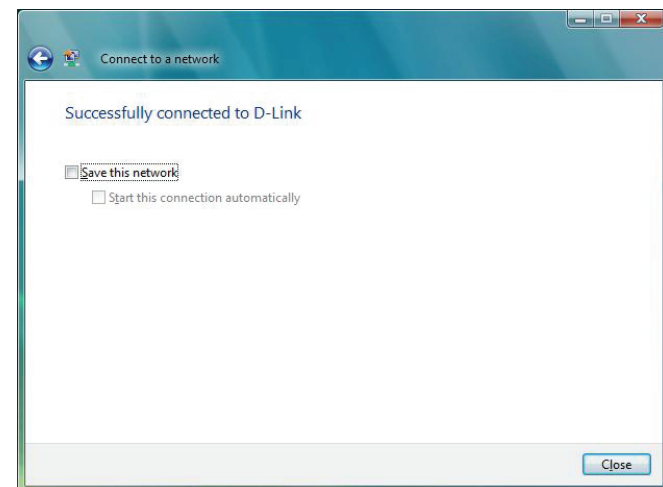 Connect to a network
Successfully connected to D-Link
Save this network
Start this connection automatically
Close